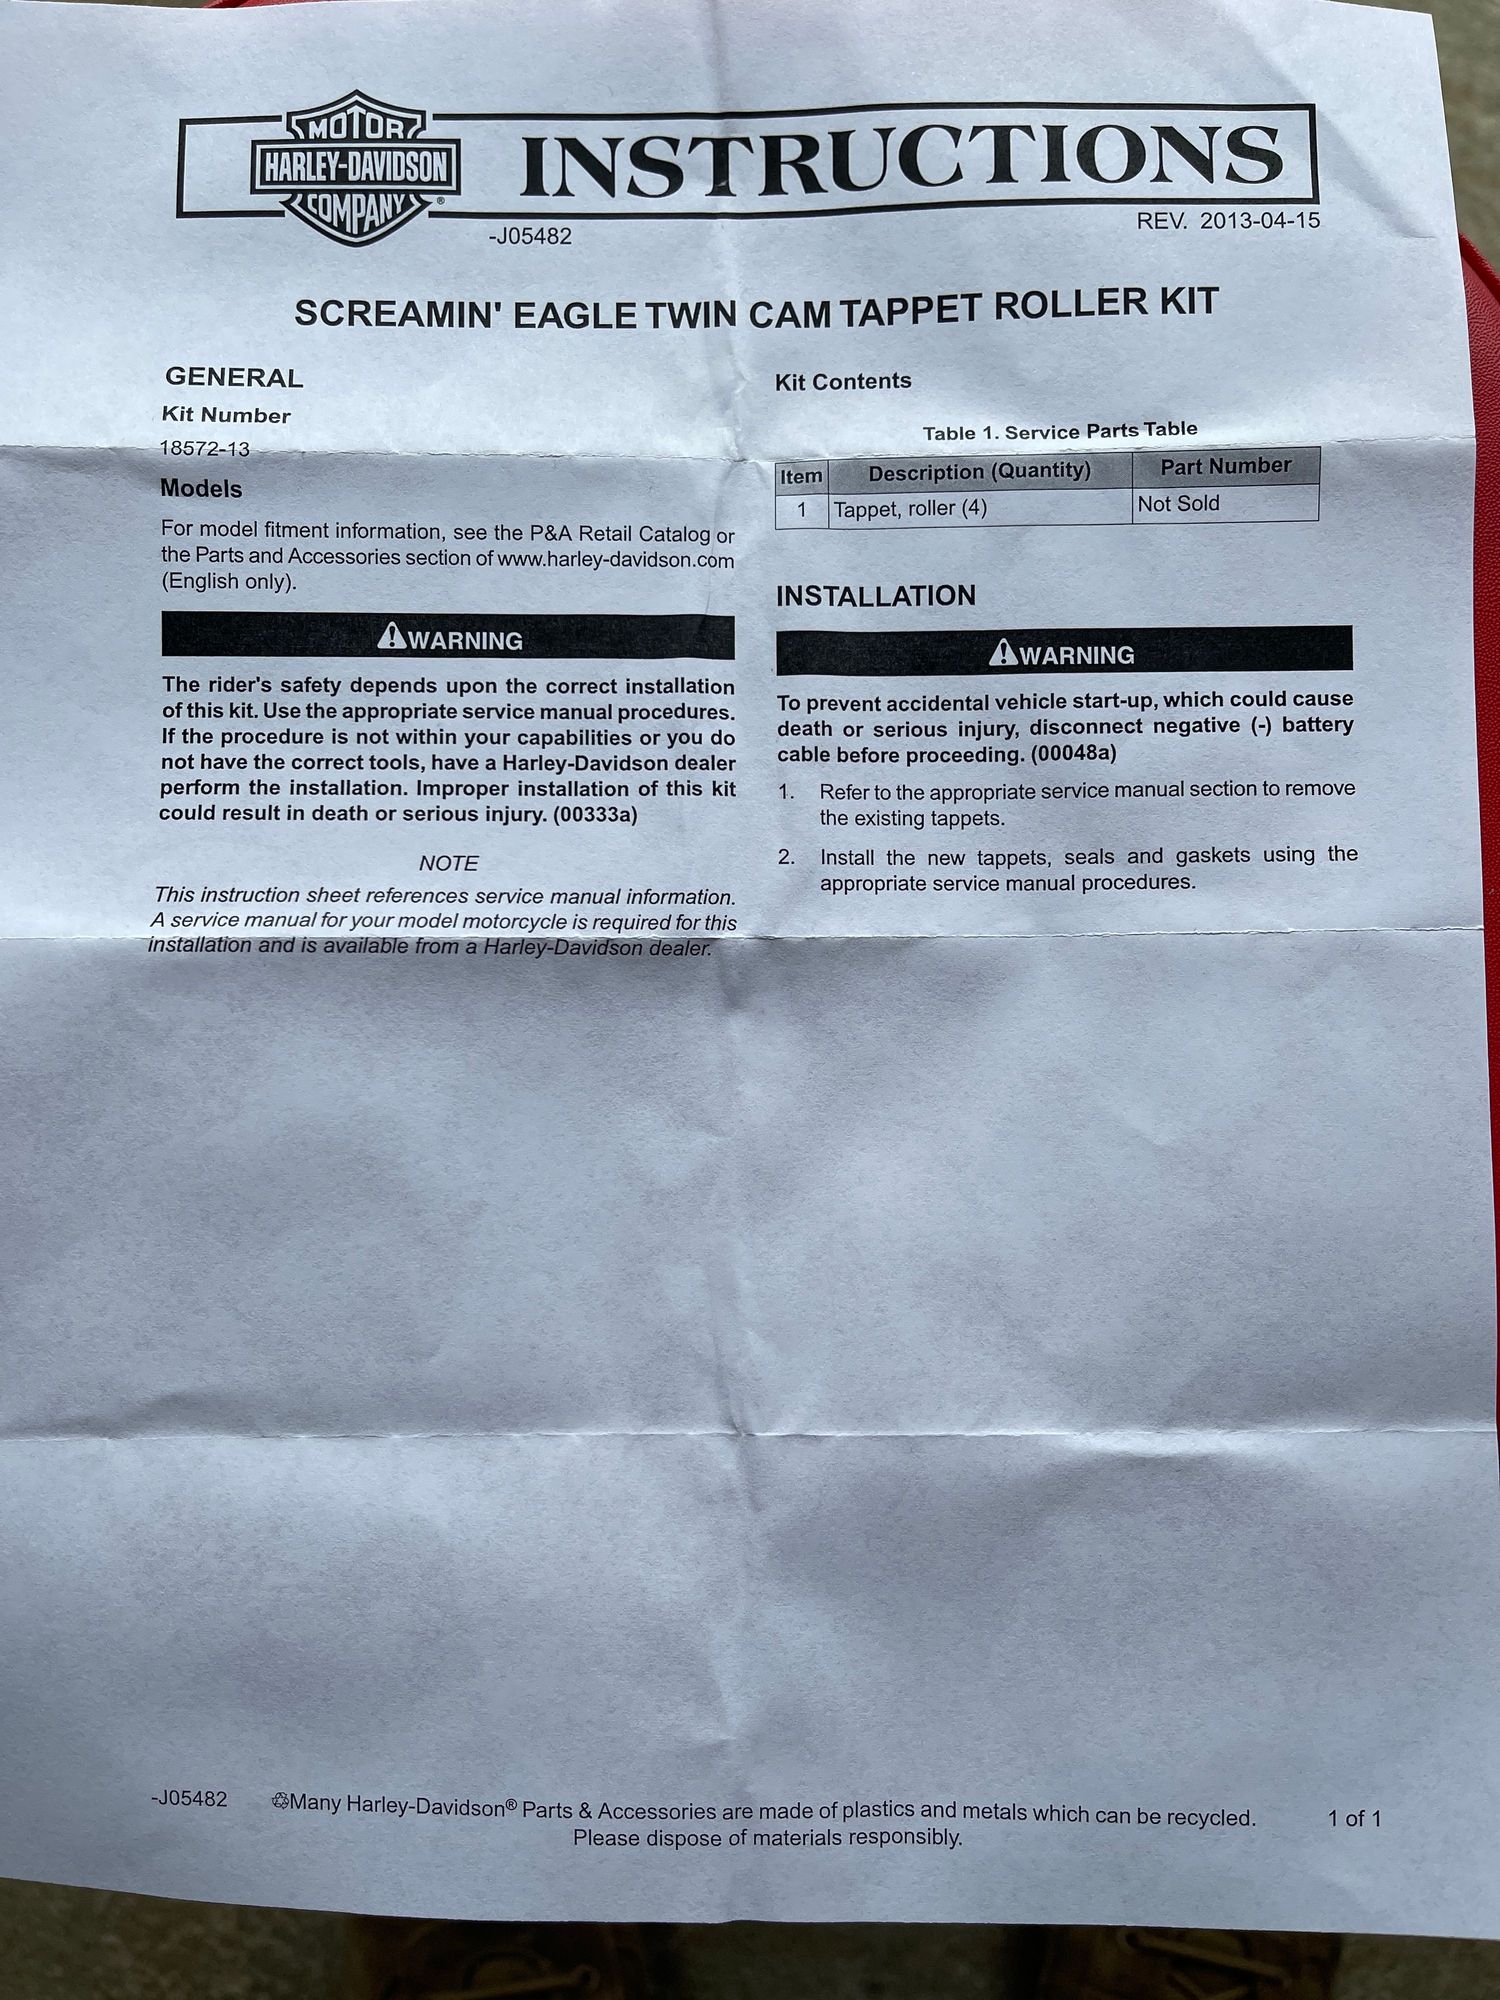 MOTOR
HARLEY-DAVIDSON
COMPANY
®
INSTRUCTIONS
-J05482
REV. 2013-04-15
SCREAMIN' EAGLE TWIN CAM TAPPET ROLLER KIT
GENERAL
Kit Number
18572-13
Models
For model fitment information, see the P&A Retail Catalog or
the Parts and Accessories section of www.harley-davidson.com
(English only).
⚠WARNING
The rider's safety depends upon the correct installation
of this kit. Use the appropriate service manual procedures.
If the procedure is not within your capabilities or you do
not have the correct tools, have a Harley-Davidson dealer
perform the installation. Improper installation of this kit
could result in death or serious injury. (00333a)
NOTE
This instruction sheet references service manual information.
A service manual for your model motorcycle is required for this
installation and is available from a Harley-Davidson dealer.
Kit Contents
Table 1. Service Parts Table
Item Description (Quantity) Part Number
1 Tappet, roller (4) Not Sold
INSTALLATION
⚠WARNING
To prevent accidental vehicle start-up, which could cause
death or serious injury, disconnect negative (-) battery
cable before proceeding. (00048a)
1. Refer to the appropriate service manual section to remove
the existing tappets.
2. Install the new tappets, seals and gaskets using the
appropriate service manual procedures.
-J05482 ♲Many Harley-Davidson® Parts & Accessories are made of plastics and metals which can be recycled. 1 of 1
Please dispose of materials responsibly.